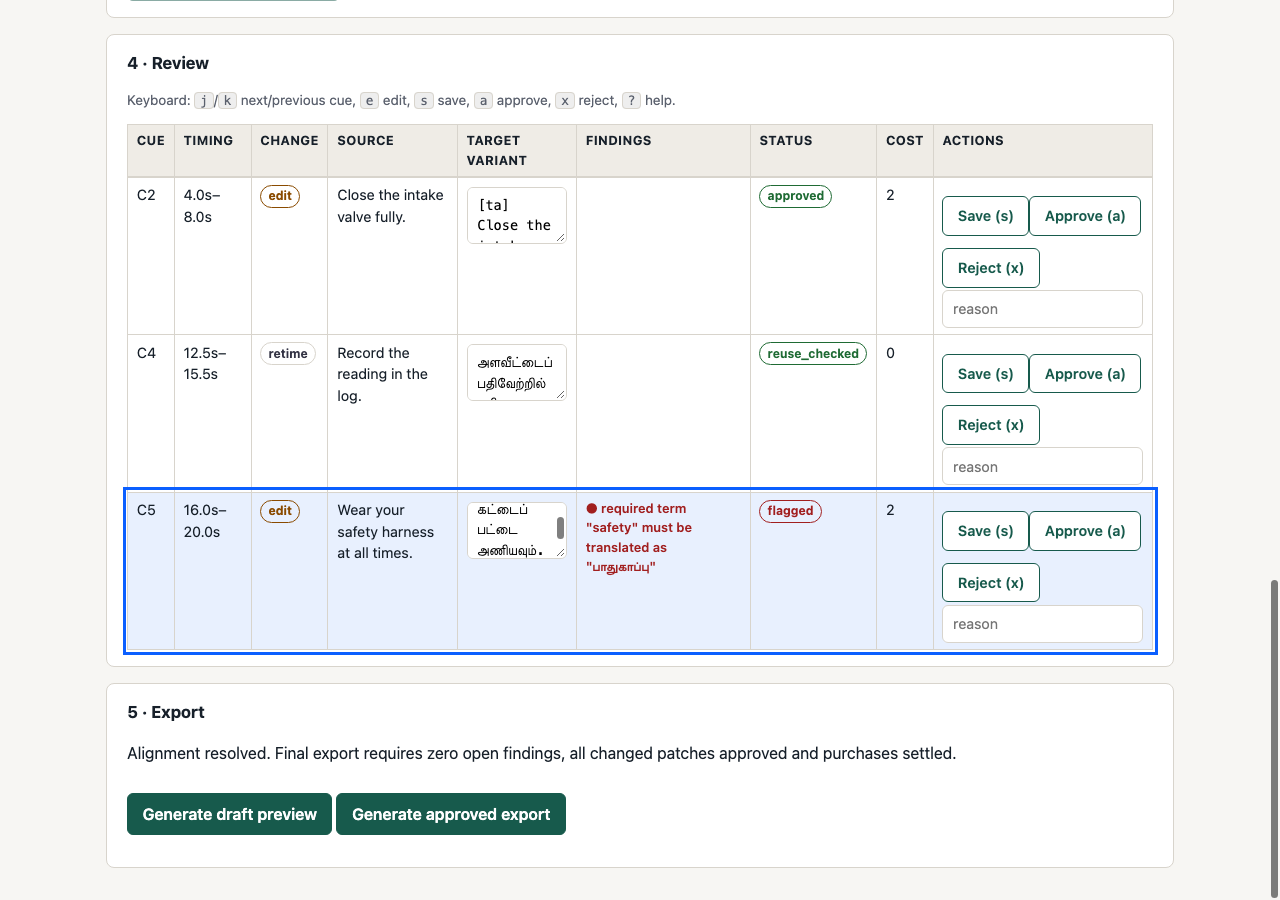 4 · Review
Keyboard: j/k next/previous cue, e edit, s save, a approve, x reject, ? help.
CUE TIMING CHANGE SOURCE TARGET VARIANT FINDINGS STATUS COST ACTIONS
C2
4.0s–
8.0s
edit
Close the intake
valve fully.
[ta]
Close the
approved
2
Save (s) Approve (a)
Reject (x)
reason
C4
12.5s–
15.5s
retime
Record the
reading in the
log.
அளவீட்டைப்
பதிவேற்றில்
reuse_checked
0
Save (s) Approve (a)
Reject (x)
reason
C5
16.0s–
20.0s
edit
Wear your
safety harness
at all times.
கட்டைப்
பட்டை
அணியவும்.
required term
"safety" must be
translated as
"பாதுகாப்பு"
flagged
2
Save (s) Approve (a)
Reject (x)
reason
5 · Export
Alignment resolved. Final export requires zero open findings, all changed patches approved and purchases settled.
Generate draft preview Generate approved export